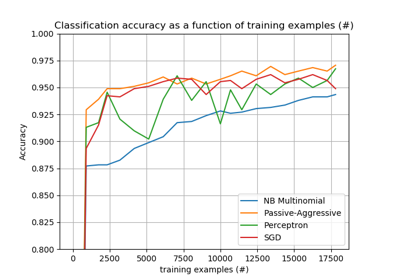 Classification accuracy as a function of training examples (#)
1.000
0.975
0.950
0.925
0.900
0.875
0.850
0.825
0.800
Accuracy
NB Multinomial
Passive-Aggressive
Perceptron
SGD
0 2500 5000 7500 10000 12500 15000 17500
training examples (#)